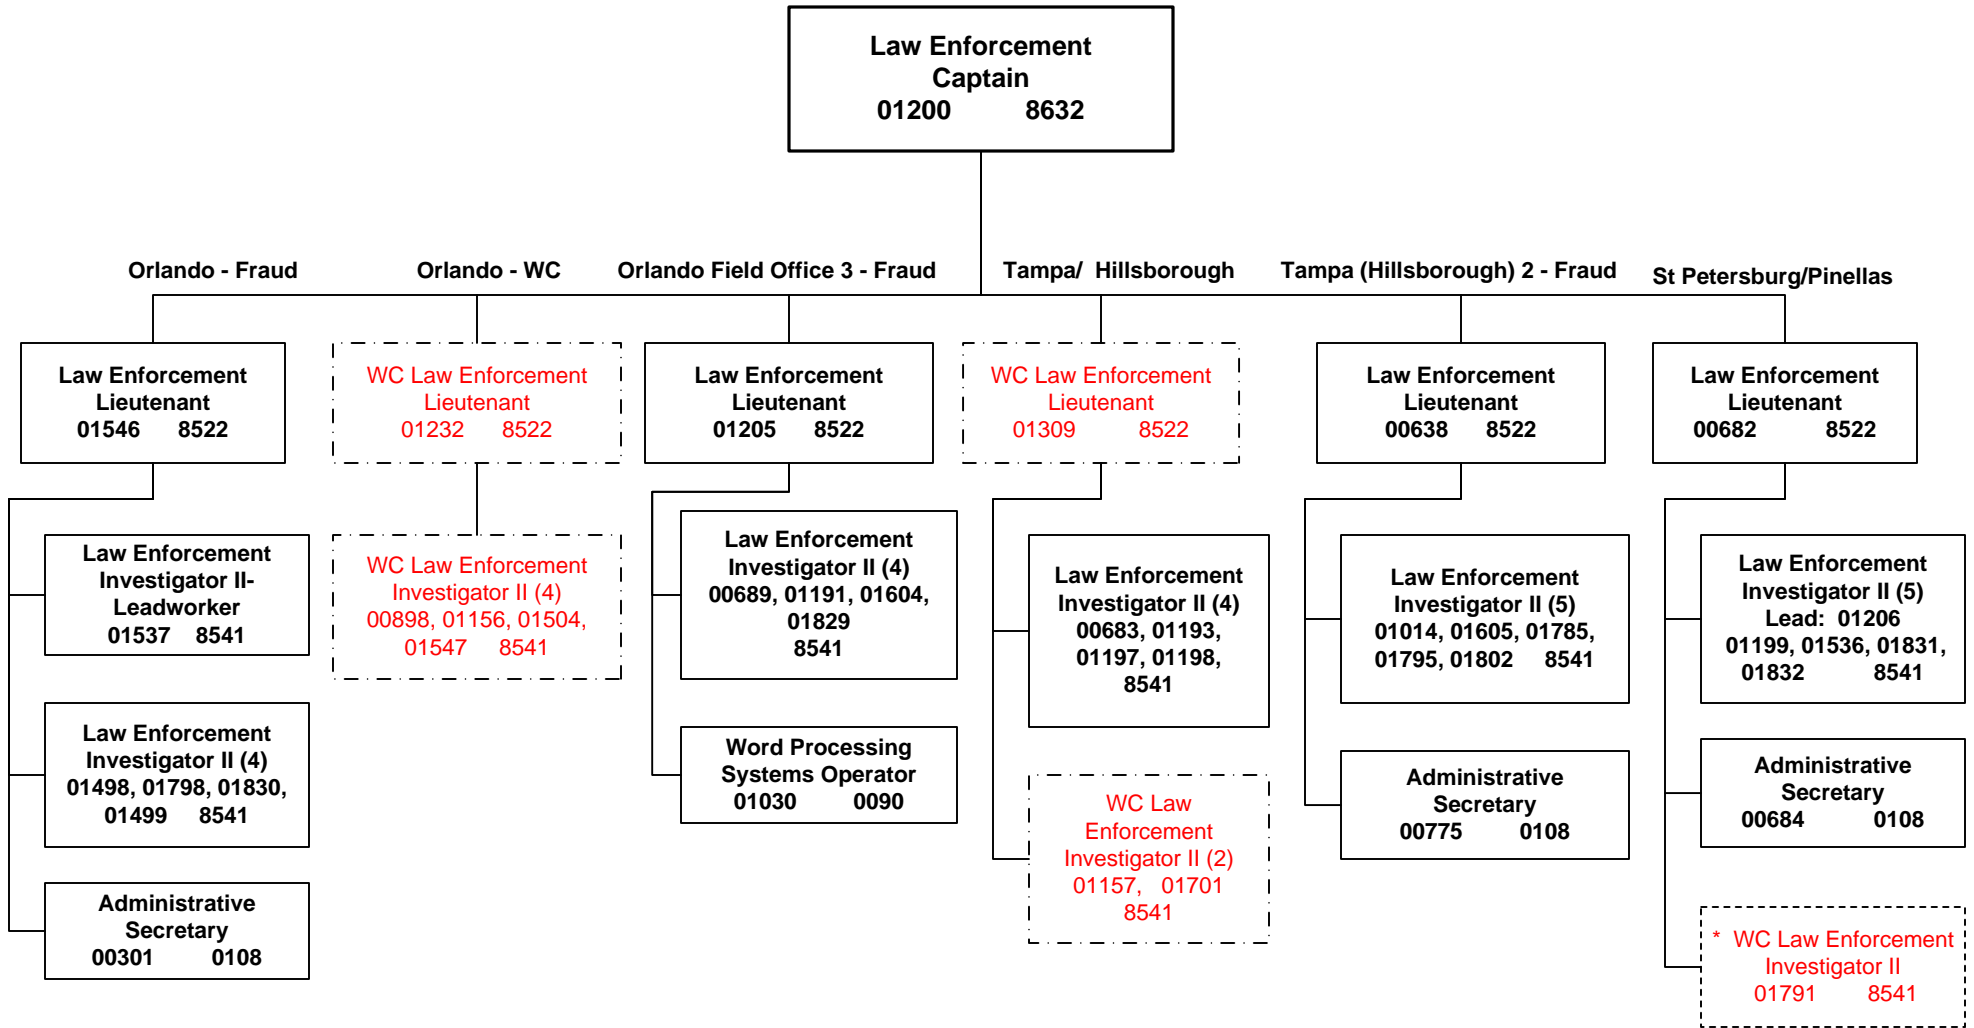 Law Enforcement
Captain
01200 8632
Orlando - Fraud
Orlando - WC
Orlando Field Office 3 - Fraud
Tampa/ Hillsborough
Tampa (Hillsborough) 2 - Fraud
St Petersburg/Pinellas
Law Enforcement
Lieutenant
01546 8522
WC Law Enforcement
Lieutenant
01232 8522
Law Enforcement
Lieutenant
01205 8522
WC Law Enforcement
Lieutenant
01309 8522
Law Enforcement
Lieutenant
00638 8522
Law Enforcement
Lieutenant
00682 8522
Law Enforcement
Investigator II-
Leadworker
01537 8541
Law Enforcement
Investigator II (4)
01498, 01798, 01830,
01499 8541
Administrative
Secretary
00301 0108
WC Law Enforcement
Investigator II (4)
00898, 01156, 01504,
01547 8541
Law Enforcement
Investigator II (4)
00689, 01191, 01604,
01829
8541
Word Processing
Systems Operator
01030 0090
Law Enforcement
Investigator II (4)
00683, 01193,
01197, 01198,
8541
WC Law
Enforcement
Investigator II (2)
01157, 01701
8541
Law Enforcement
Investigator II (5)
01014, 01605, 01785,
01795, 01802 8541
Administrative
Secretary
00775 0108
Law Enforcement
Investigator II (5)
Lead: 01206
01199, 01536, 01831,
01832 8541
Administrative
Secretary
00684 0108
* WC Law Enforcement
Investigator II
01791 8541